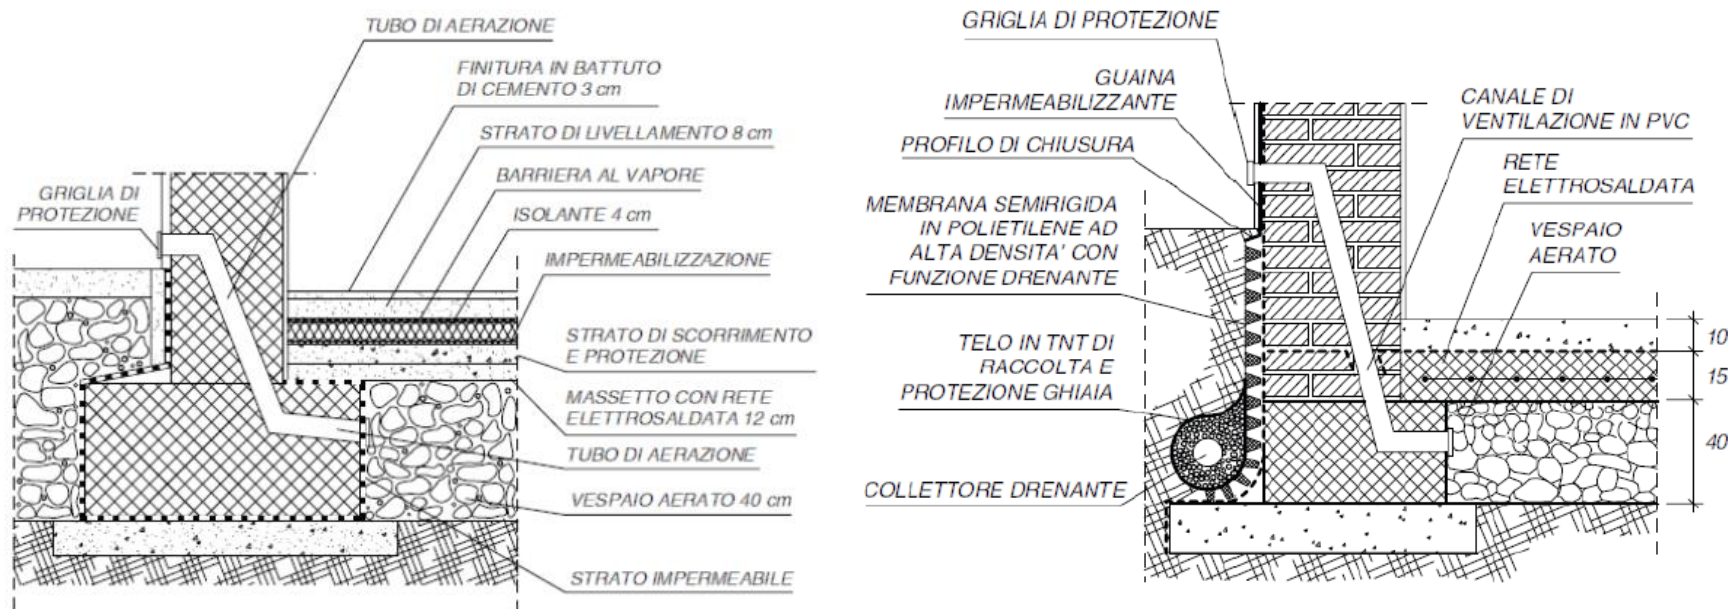 TUBO DI AERAZIONE
FINITURA IN BATTUTO
DI CEMENTO 3 cm
STRATO DI LIVELLAMENTO 8 cm
BARRIERA AL VAPORE
GRIGLIA DI
PROTEZIONE
ISOLANTE 4 cm
IMPERMEABILIZZAZIONE
STRATO DI SCORRIMENTO
E PROTEZIONE
MASSETTO CON RETE
ELETTROSALDATA 12 cm
TUBO DI AERAZIONE
VESPAIO AERATO 40 cm
STRATO IMPERMEABILE
GRIGLIA DI PROTEZIONE
GUAINA
IMPERMEABILIZZANTE
PROFILO DI CHIUSURA
MEMBRANA SEMIRIGIDA
IN POLIETILENE AD
ALTA DENSITA' CON
FUNZIONE DRENANTE
TELO IN TNT DI
RACCOLTA E
PROTEZIONE GHIAIA
COLLETTORE DRENANTE
CANALE DI
VENTILAZIONE IN PVC
RETE
ELETTROSALDATA
VESPAIO
AERATO
10
15
40